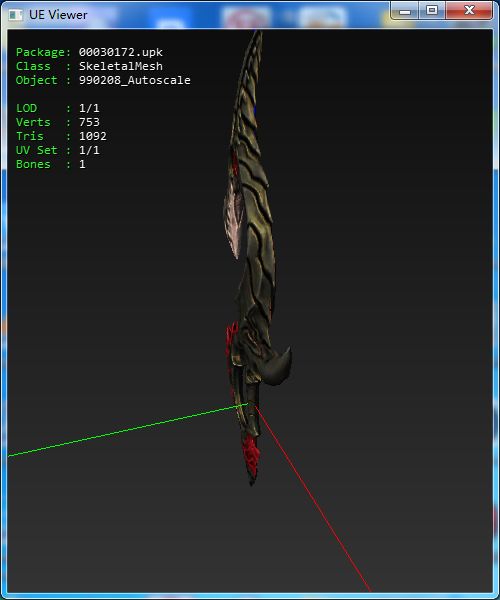 UE Viewer
Package: 00030172.upk
Class : SkeletalMesh
Object : 990208_Autoscale
LOD : 1/1
Verts : 753
Tris : 1092
UV Set : 1/1
Bones : 1